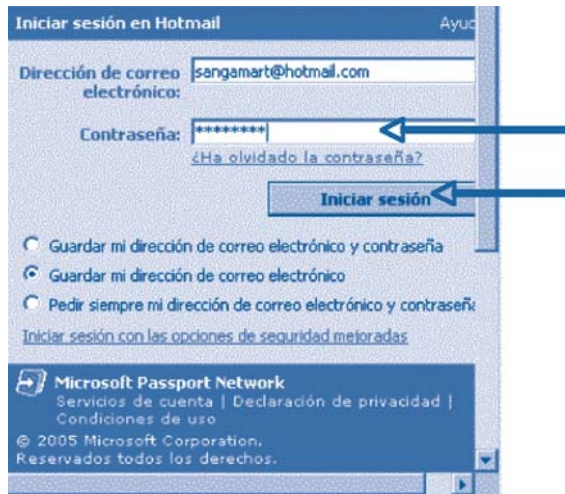 Iniciar sesión en Hotmail Ayuc
Dirección de correo electrónico: sangamart@hotmail.com
Contraseña: ********
¿Ha olvidado la contraseña?
Iniciar sesión
Guardar mi dirección de correo electrónico y contraseña
Guardar mi dirección de correo electrónico
Pedir siempre mi dirección de correo electrónico y contraseña
Iniciar sesión con las opciones de seguridad mejoradas
Microsoft Passport Network
Servicios de cuenta | Declaración de privacidad |
Condiciones de uso
© 2005 Microsoft Corporation.
Reservados todos los derechos.